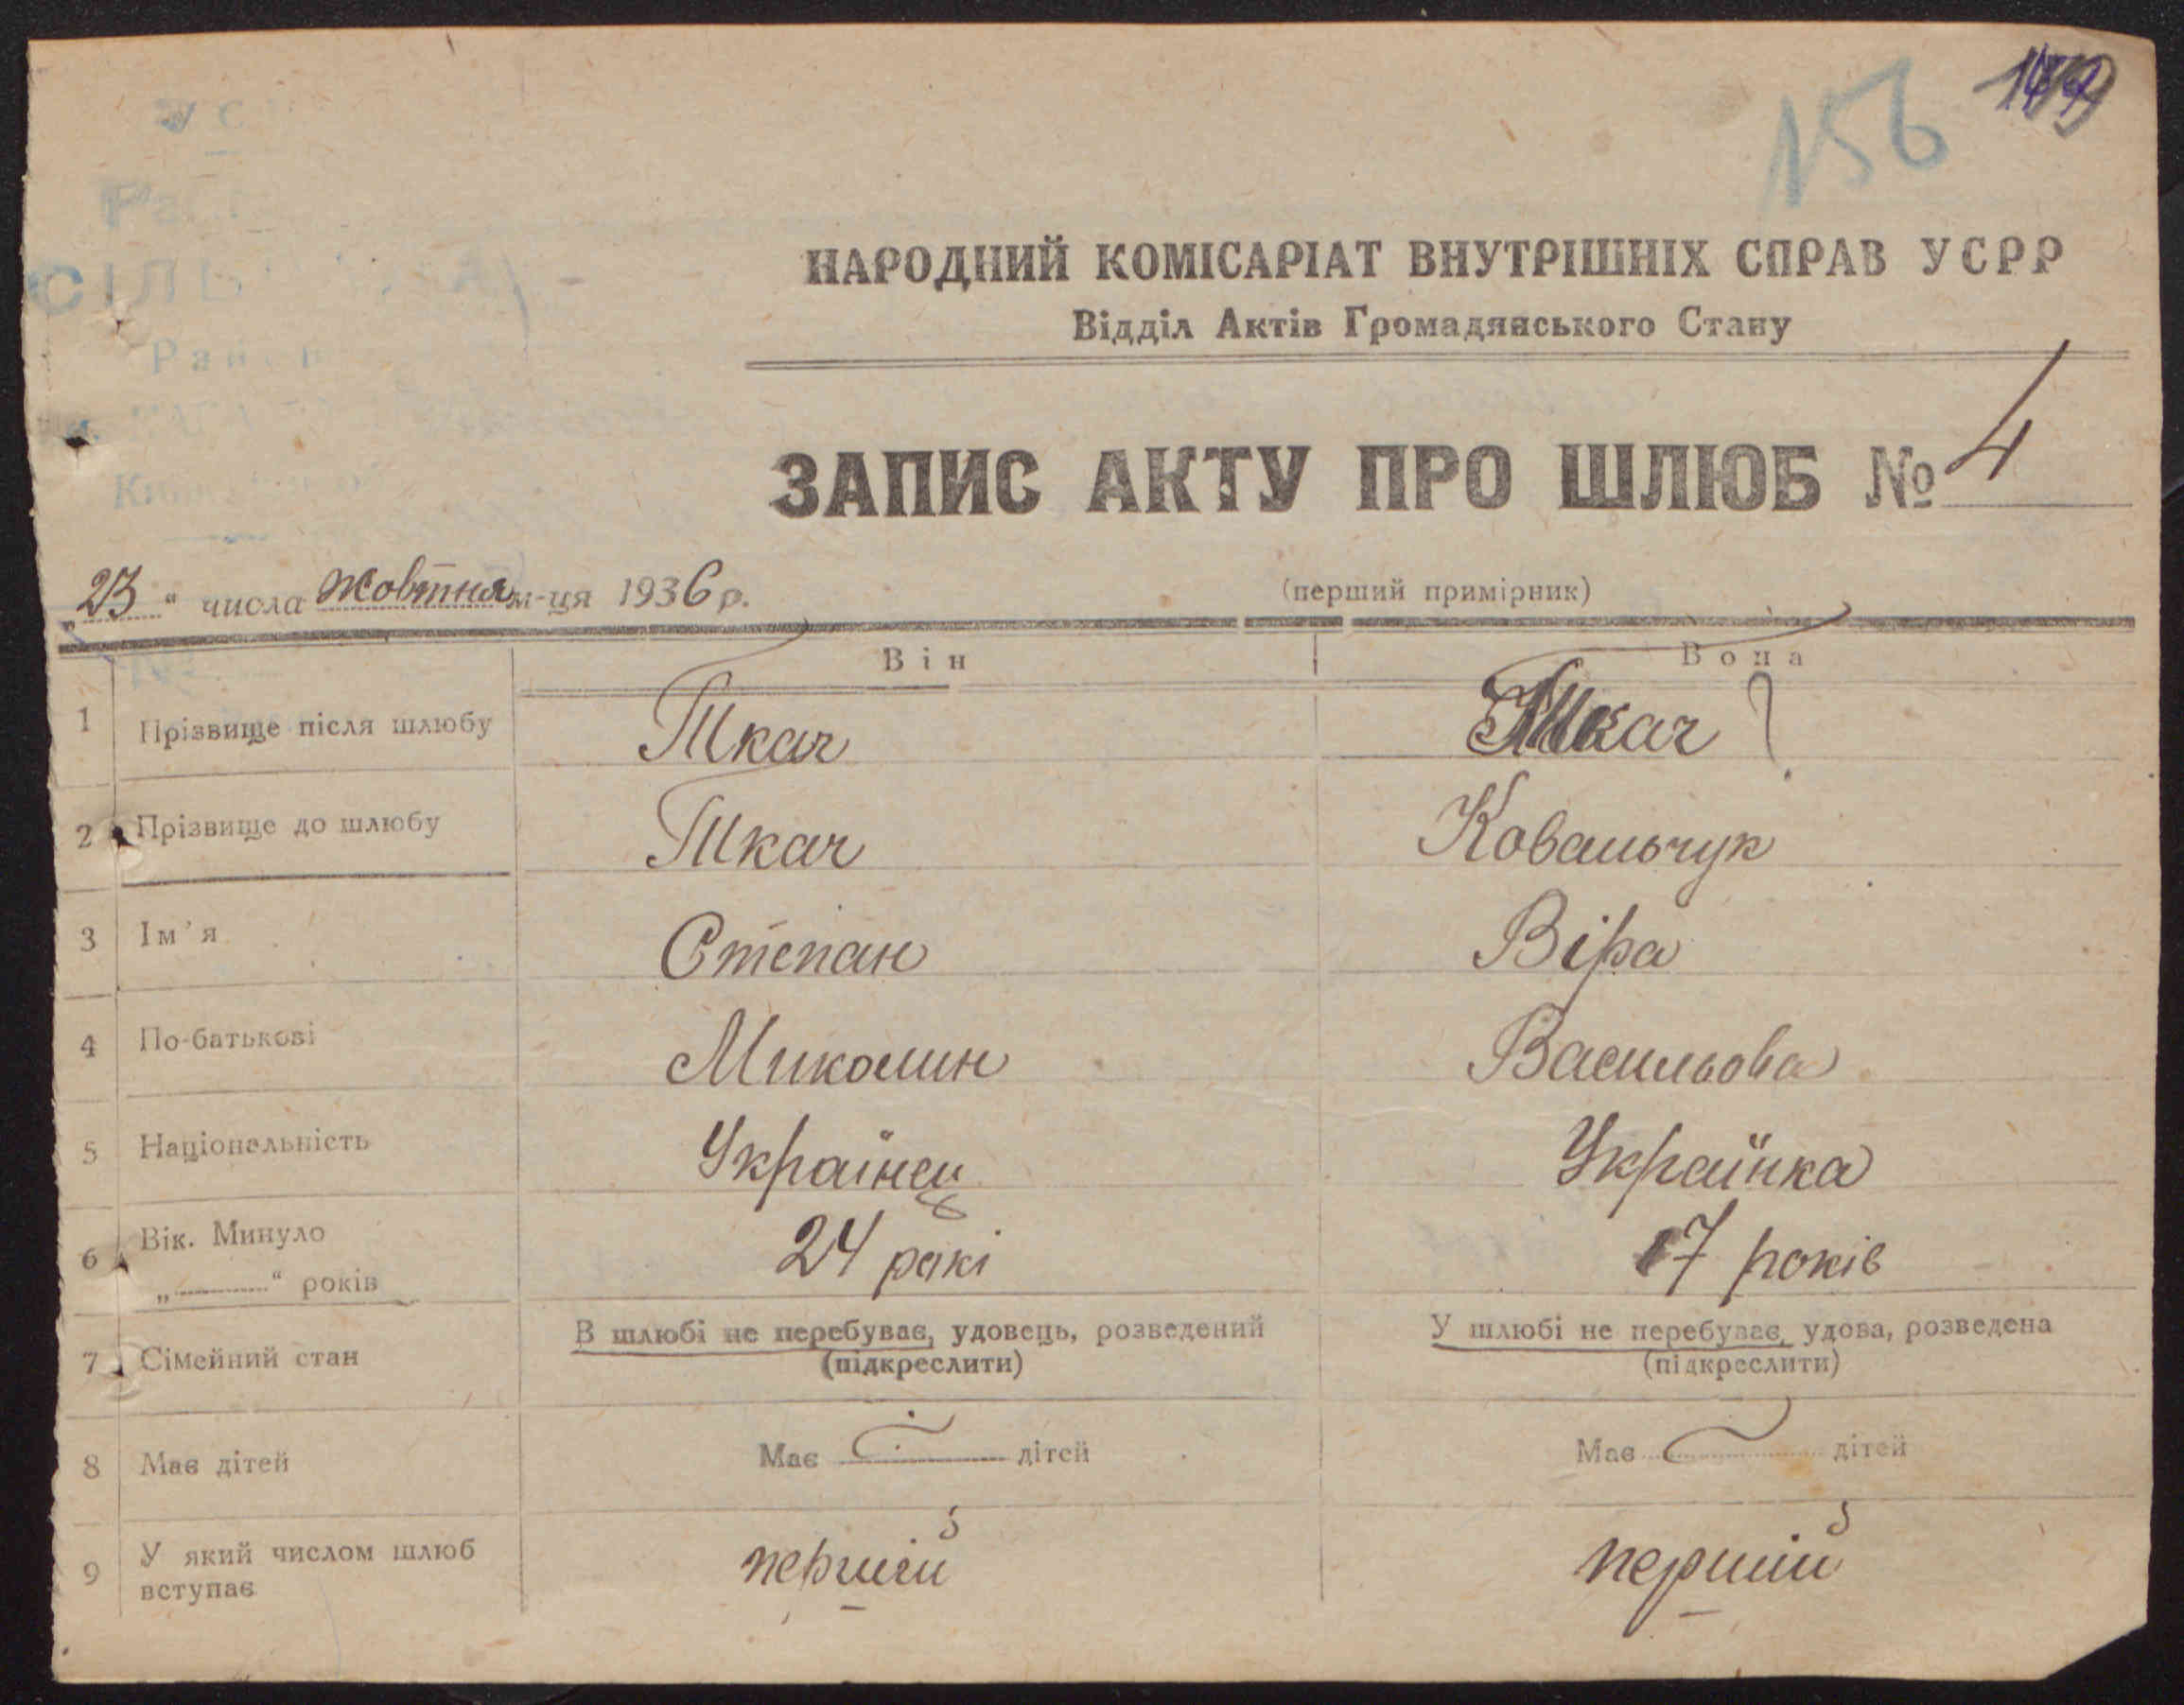 156
НАРОДНИЙ КОМІСАРІАТ ВНУТРІШНІХ СПРАВ УСРР
Відділ Актів Громадянського Стану
ЗАПИС АКТУ ПРО ШЛЮБ № 4
„23“ числа жовтня м-ця 1936 р. (перший примірник)
Він Вона
1 Прізвище після шлюбу Ткач Ткач
2 Прізвище до шлюбу Ткач Ковальчук
3 Ім'я Степан Віра
4 По-батькові Миколин Васильова
5 Національність Українец Українка
6 Вік. Минуло „ “ років 24 рокі 17 років
7 Сімейний стан В шлюбі не перебуває, удовець, розведений (підкреслити) У шлюбі не перебуває, удова, розведена (підкреслити)
8 Має дітей Має дітей Має дітей
9 У який числом шлюб вступає першій першій